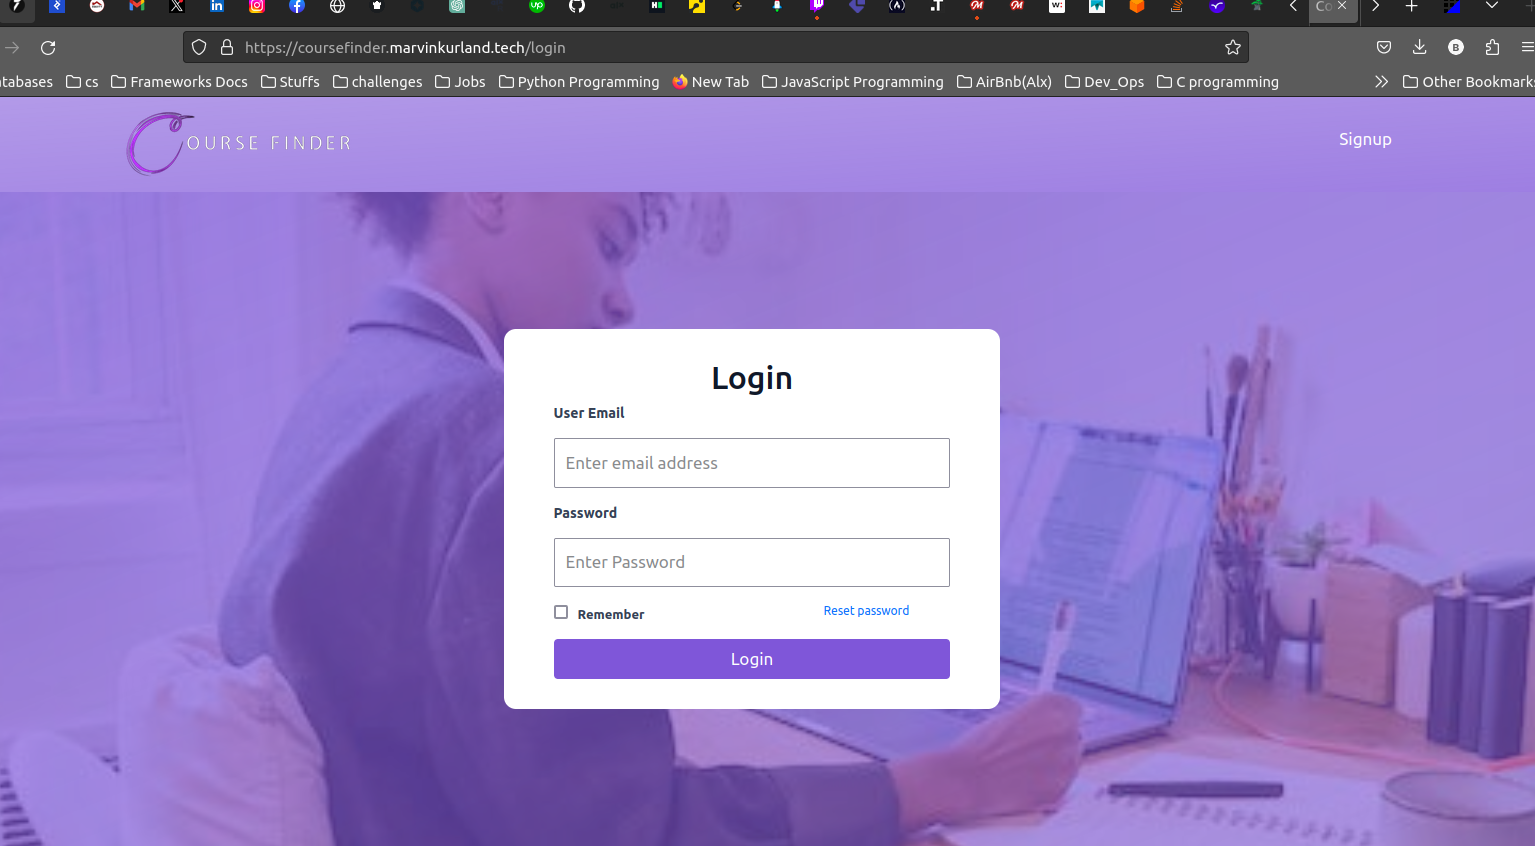 Co
https://coursefinder.marvinkurland.tech/login
tabases cs Frameworks Docs Stuffs challenges Jobs Python Programming New Tab JavaScript Programming AirBnb(Alx) Dev_Ops C programming Other Bookmarks
COURSE FINDER
Signup
Login
User Email
Enter email address
Password
Enter Password
Remember Reset password
Login